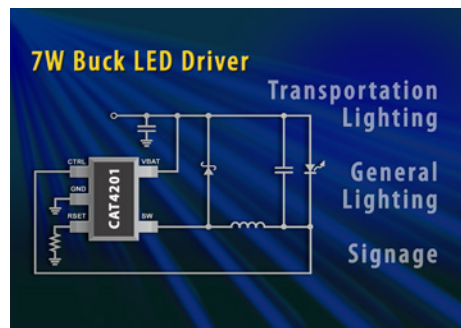 7W Buck LED Driver
Transportation
Lighting
CTRL
VBAT
GND
CAT4201
RSET
SW
General
Lighting
Signage